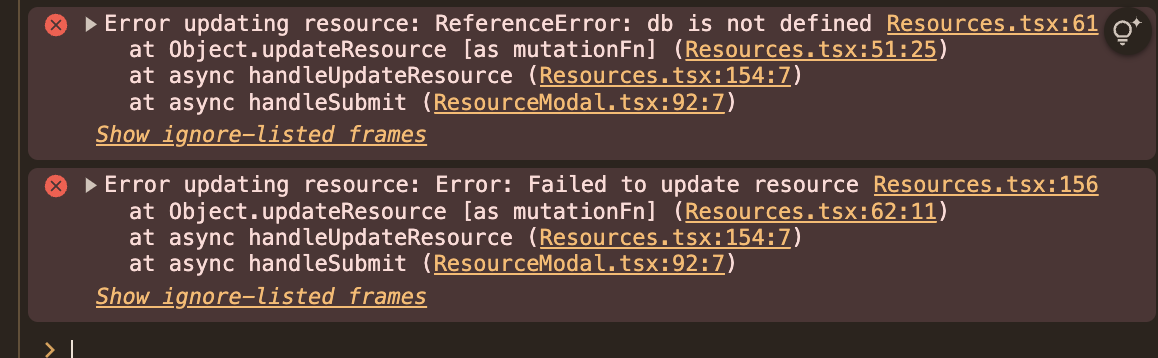 Error updating resource: ReferenceError: db is not defined Resources.tsx:61
at Object.updateResource [as mutationFn] (Resources.tsx:51:25)
at async handleUpdateResource (Resources.tsx:154:7)
at async handleSubmit (ResourceModal.tsx:92:7)
Show ignore-listed frames
Error updating resource: Error: Failed to update resource Resources.tsx:156
at Object.updateResource [as mutationFn] (Resources.tsx:62:11)
at async handleUpdateResource (Resources.tsx:154:7)
at async handleSubmit (ResourceModal.tsx:92:7)
Show ignore-listed frames